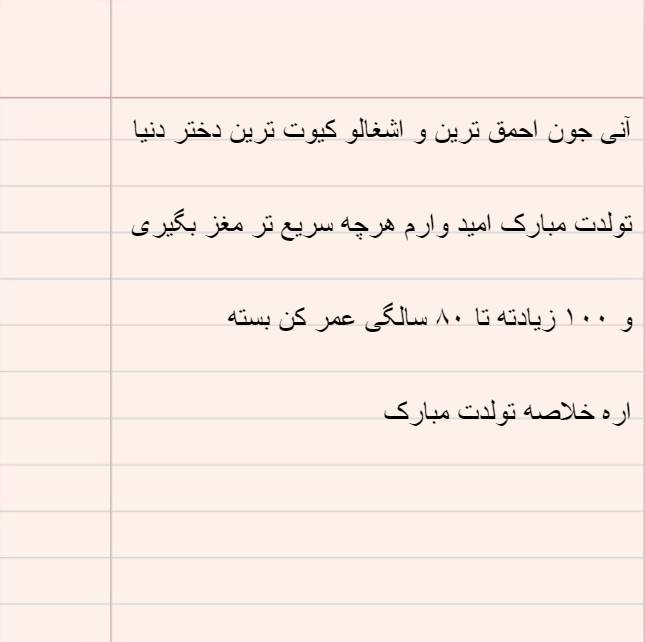 آنی جون احمق ترین و اشغالو کیوت ترین دختر دنیا
تولدت مبارک امید وارم هرچه سریع تر مغز بگیری
و ۱۰۰ زیادته تا ۸۰ سالگی عمر کن بسته
اره خلاصه تولدت مبارک